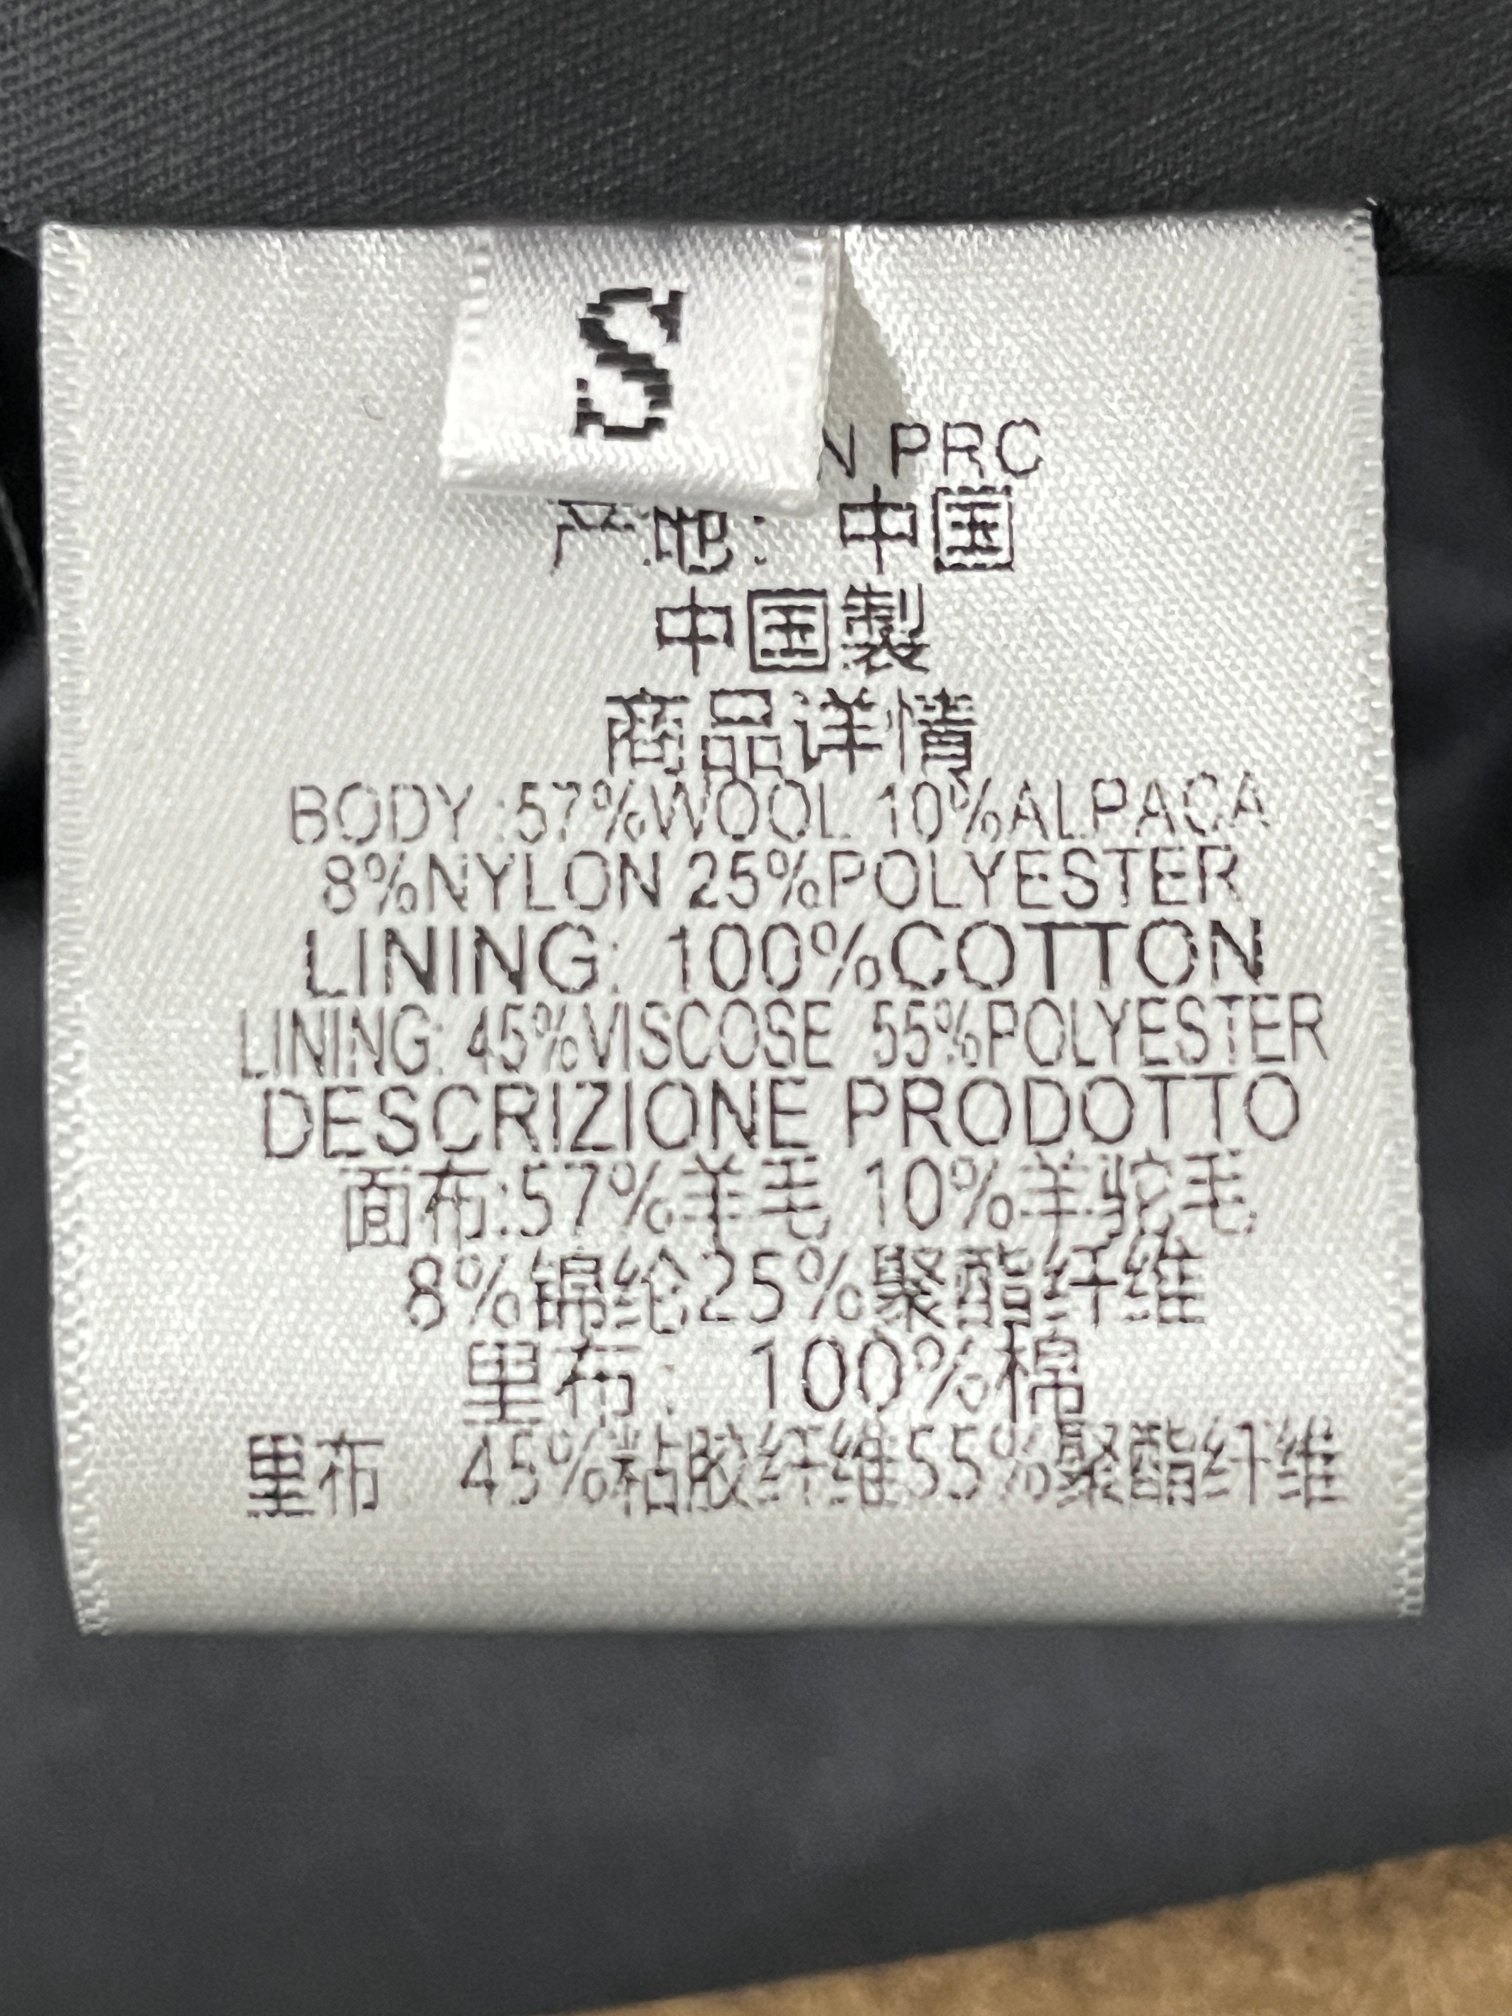 S
N PRC
产地: 中国
中国製
商品详情
BODY :57%WOOL 10%ALPACA
8%NYLON 25%POLYESTER
LINING: 100%COTTON
LINING: 45%VISCOSE 55%POLYESTER
DESCRIZIONE PRODOTTO
面布:57%羊毛 10%羊驼毛
8%锦纶25%聚酯纤维
里布: 100%棉
里布 45%粘胶纤维55%聚酯纤维